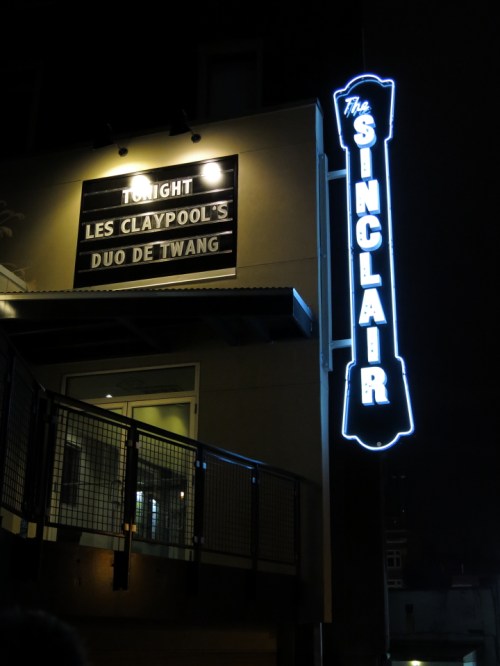 TONIGHT
LES CLAYPOOL'S
DUO DE TWANG
The
SINCLAIR